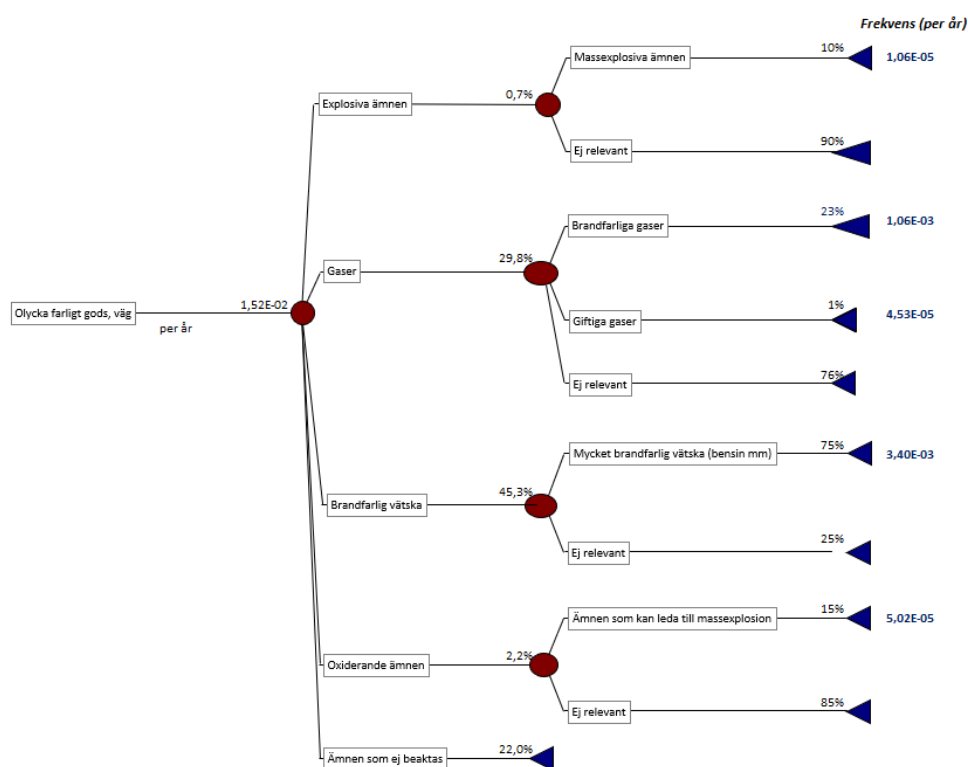 Frekvens (per år)
Massexplosiva ämnen
10%
1,06E-05
Explosiva ämnen
0,7%
Ej relevant
90%
Brandfarliga gaser
23%
1,06E-03
Gaser
29,8%
Olycka farligt gods, väg
per år
1,52E-02
Giftiga gaser
1%
4,53E-05
Ej relevant
76%
Mycket brandfarlig vätska (bensin mm)
75%
3,40E-03
Brandfarlig vätska
45,3%
Ej relevant
25%
Ämnen som kan leda till massexplosion
15%
5,02E-05
Oxiderande ämnen
2,2%
Ej relevant
85%
Ämnen som ej beaktas
22,0%